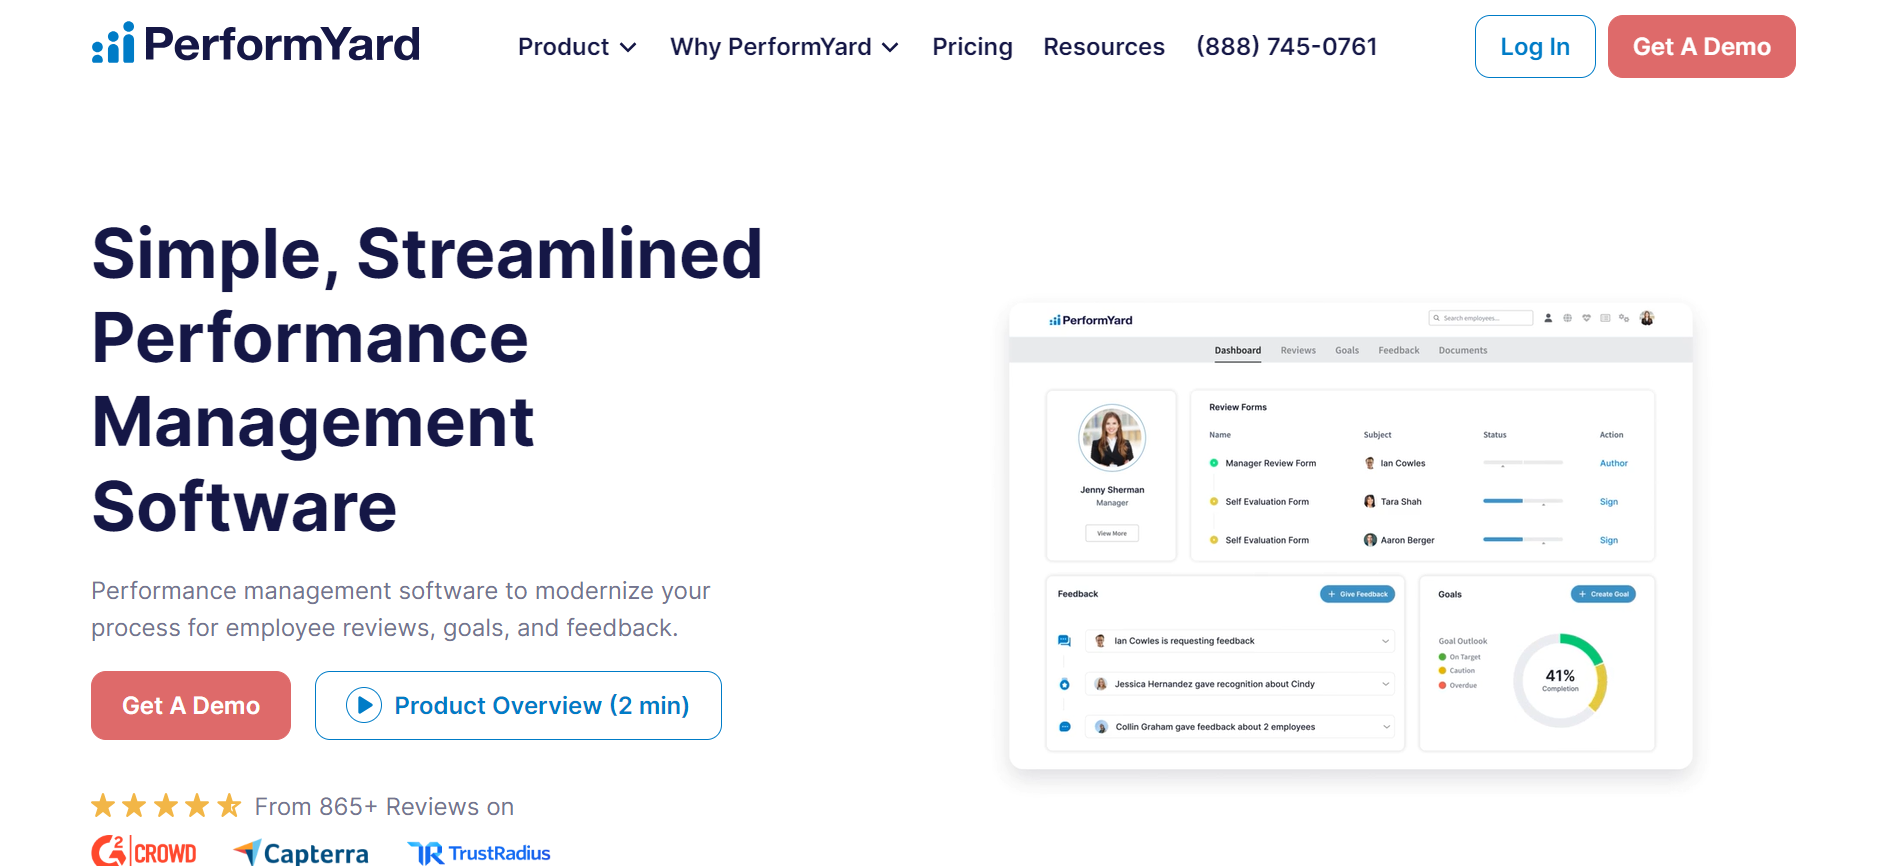 PerformYard
Product
Why PerformYard
Pricing
Resources
(888) 745-0761
Log In
Get A Demo
Simple, Streamlined
Performance
Management
Software
Performance management software to modernize your
process for employee reviews, goals, and feedback.
Get A Demo
Product Overview (2 min)
From 865+ Reviews on
G2 CROWD
Capterra
TR TrustRadius
PerformYard
Search employees...
Dashboard Reviews Goals Feedback Documents
Jenny Sherman
Manager
View More
Review Forms
Name Subject Status Action
Manager Review Form Ian Cowles Author
Self Evaluation Form Tara Shah Sign
Self Evaluation Form Aaron Berger Sign
Feedback
+ Give Feedback
Ian Cowles is requesting feedback
Jessica Hernandez gave recognition about Cindy
Collin Graham gave feedback about 2 employees
Goals
+ Create Goal
Goal Outlook
On Target
Caution
Overdue
41%
Completion